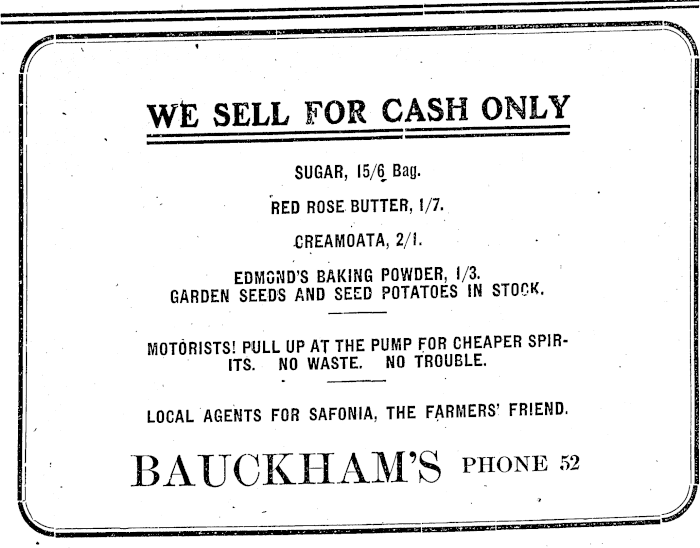 WE SELL FOR CASH ONLY
SUGAR, 15/6 Bag.
RED ROSE BUTTER, 1/7.
CREAMOATA, 2/1.
EDMOND'S BAKING POWDER, 1/3.
GARDEN SEEDS AND SEED POTATOES IN STOCK.
MOTORISTS! PULL UP AT THE PUMP FOR CHEAPER SPIR-
ITS. NO WASTE. NO TROUBLE.
LOCAL AGENTS FOR SAFONIA, THE FARMERS' FRIEND.
BAUCKHAM'S PHONE 52